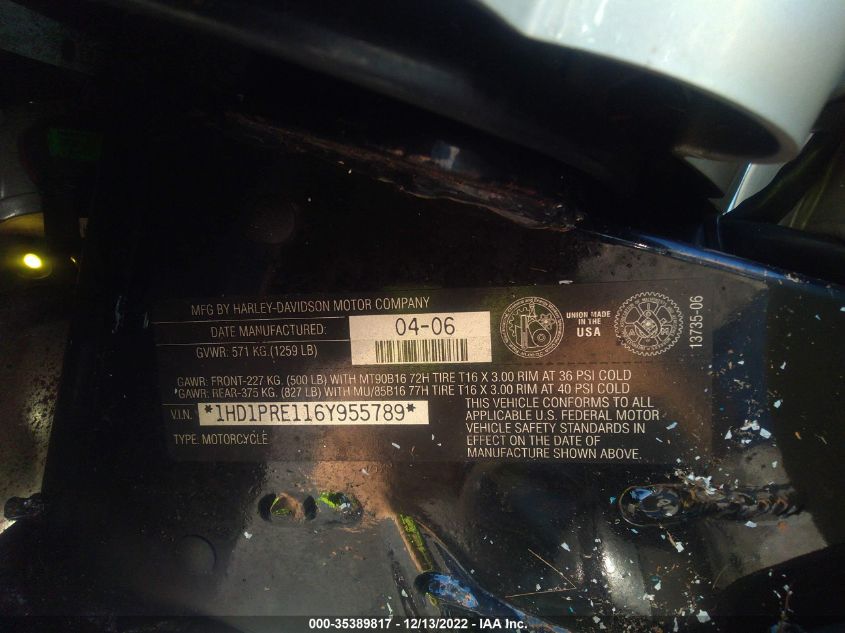 MFG BY HARLEY-DAVIDSON MOTOR COMPANY
DATE MANUFACTURED: 04-06
GVWR: 571 KG.(1259 LB)
UNION MADE
IN THE
USA
13735-06
GAWR: FRONT-227 KG. (500 LB) WITH MT90B16 72H TIRE T16 X 3.00 RIM AT 36 PSI COLD
*GAWR: REAR-375 KG. (827 LB) WITH MU/85B16 77H TIRE T16 X 3.00 RIM AT 40 PSI COLD
V.I.N. *1HD1PRE116Y955789*
TYPE: MOTORCYCLE
THIS VEHICLE CONFORMS TO ALL
APPLICABLE U.S. FEDERAL MOTOR
VEHICLE SAFETY STANDARDS IN
EFFECT ON THE DATE OF
MANUFACTURE SHOWN ABOVE.
000-35389817 - 12/13/2022 - IAA Inc.